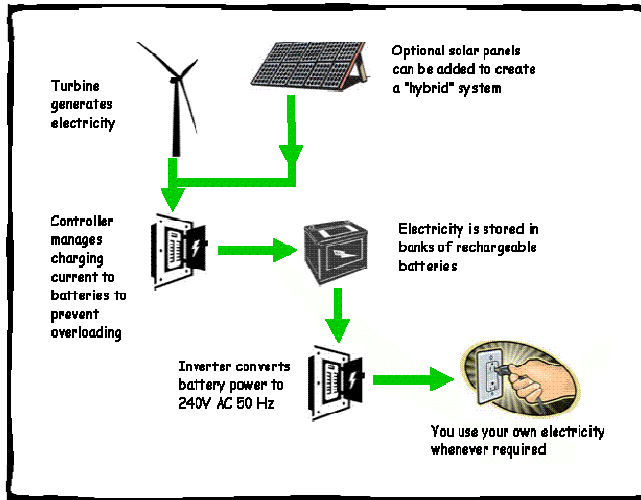 Optional solar panels
can be added to create
a "hybrid" system
Turbine
generates
electricity
Controller
manages
charging
current to
batteries to
prevent
overloading
Electricity is stored in
banks of rechargeable
batteries
Inverter converts
battery power to
240V AC 50 Hz
You use your own electricity
whenever required